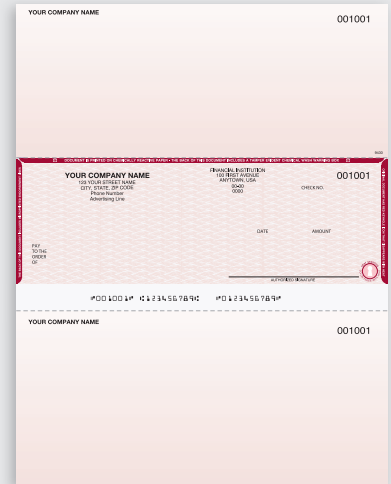 YOUR COMPANY NAME
001001
DOCUMENT IS PRINTED ON CHEMICALLY REACTIVE PAPER • THE BACK OF THIS DOCUMENT INCLUDES A TAMPER EVIDENT CHEMICAL WASH WARNING BOX
YOUR COMPANY NAME
123 YOUR STREET NAME
CITY, STATE, ZIP CODE
Phone Number
Advertising Line
FINANCIAL INSTITUTION
100 FIRST AVENUE
ANYTOWN, USA
00-00
0000
001001
CHECK NO.
DATE
AMOUNT
PAY
TO THE
ORDER
OF
AUTHORIZED SIGNATURE
⑈001001⑈ ⑆123456789⑆ ⑈0123456789⑈
YOUR COMPANY NAME
001001